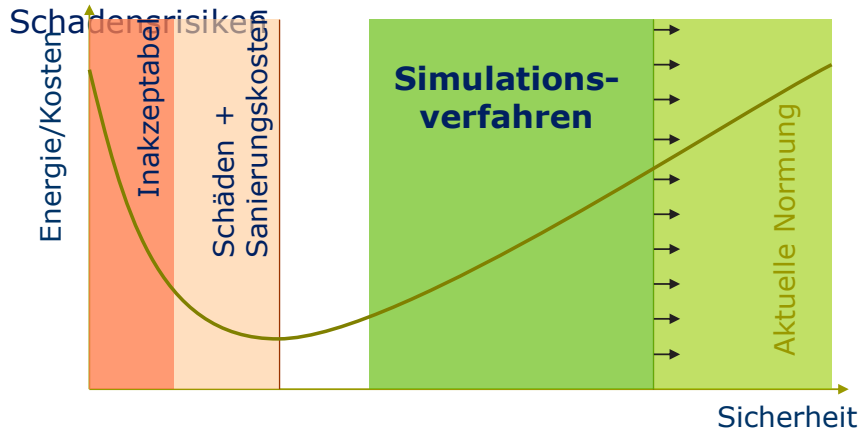 Schadensrisiken
Energie/Kosten
Inakzeptabel
Schäden +
Sanierungskosten
Simulations-
verfahren
Aktuelle Normung
Sicherheit